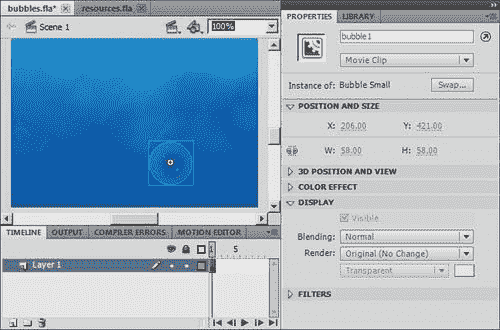 bubbles.fla* resources.fla
Scene 1 100%
TIMELINE OUTPUT COMPILER ERRORS MOTION EDITOR
1 5
Layer 1
PROPERTIES LIBRARY
bubble1
Movie Clip
Instance of: Bubble Small Swap...
POSITION AND SIZE
X: 206.00 Y: 421.00
W: 58.00 H: 58.00
3D POSITION AND VIEW
COLOR EFFECT
DISPLAY
Visible
Blending: Normal
Render: Original (No Change)
Transparent
FILTERS